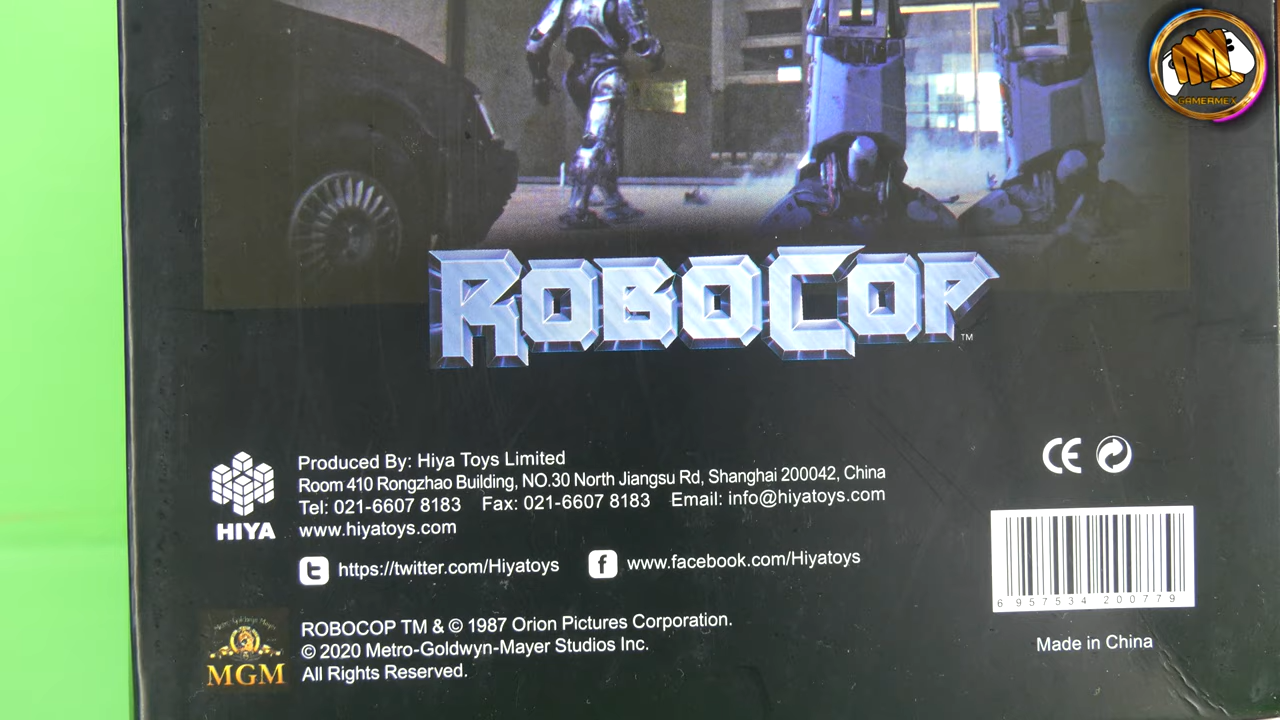 GAMERMEX
ROBOCOP
TM
HIYA
Produced By: Hiya Toys Limited
Room 410 Rongzhao Building, NO.30 North Jiangsu Rd, Shanghai 200042, China
Tel: 021-6607 8183 Fax: 021-6607 8183 Email: info@hiyatoys.com
www.hiyatoys.com
https://twitter.com/Hiyatoys www.facebook.com/Hiyatoys
CE
6 957534 200779
Made in China
MGM
ROBOCOP TM & © 1987 Orion Pictures Corporation.
© 2020 Metro-Goldwyn-Mayer Studios Inc.
All Rights Reserved.